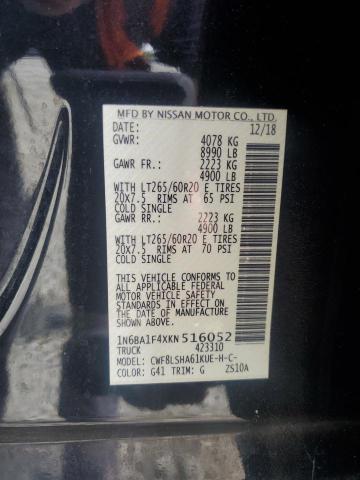 MFD BY NISSAN MOTOR CO., LTD.
DATE: 12/18
GVWR: 4078 KG
8990 LB
GAWR FR.: 2223 KG
4900 LB
WITH LT265/60R20 E TIRES
20X7.5 RIMS AT 65 PSI
COLD SINGLE
GAWR RR.: 2223 KG
4900 LB
WITH LT265/60R20 E TIRES
20X7.5 RIMS AT 70 PSI
COLD SINGLE
THIS VEHICLE CONFORMS TO
ALL APPLICABLE FEDERAL
MOTOR VEHICLE SAFETY
STANDARDS IN EFFECT ON THE
DATE OF MANUFACTURE SHOWN
ABOVE.
1N6BA1F4XKN516052
TRUCK 423310
MODEL: CWF8LSHA61KUE-H-C-
COLOR: G41 TRIM: G ZS10A